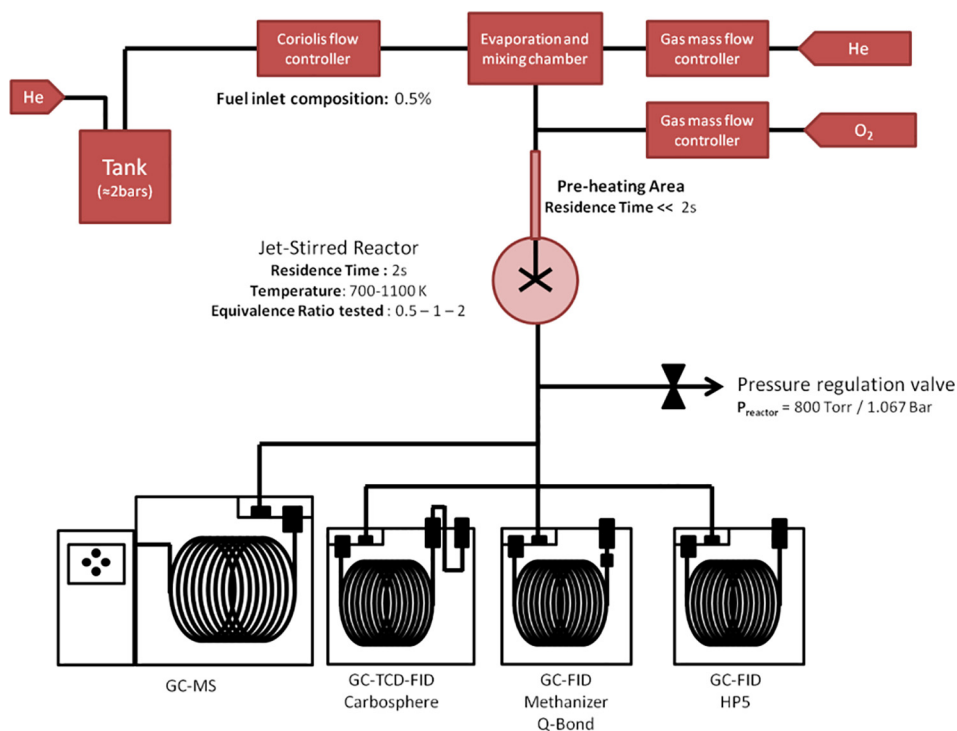 Coriolis flow
controller
Evaporation and
mixing chamber
Gas mass flow
controller
He
He
Fuel inlet composition: 0.5%
Gas mass flow
controller
O₂
Tank
(≈2bars)
Pre-heating Area
Residence Time << 2s
Jet-Stirred Reactor
Residence Time : 2s
Temperature: 700-1100 K
Equivalence Ratio tested : 0.5 – 1 – 2
Pressure regulation valve
P_reactor = 800 Torr / 1.067 Bar
GC-MS
GC-TCD-FID
Carbosphere
GC-FID
Methanizer
Q-Bond
GC-FID
HP5